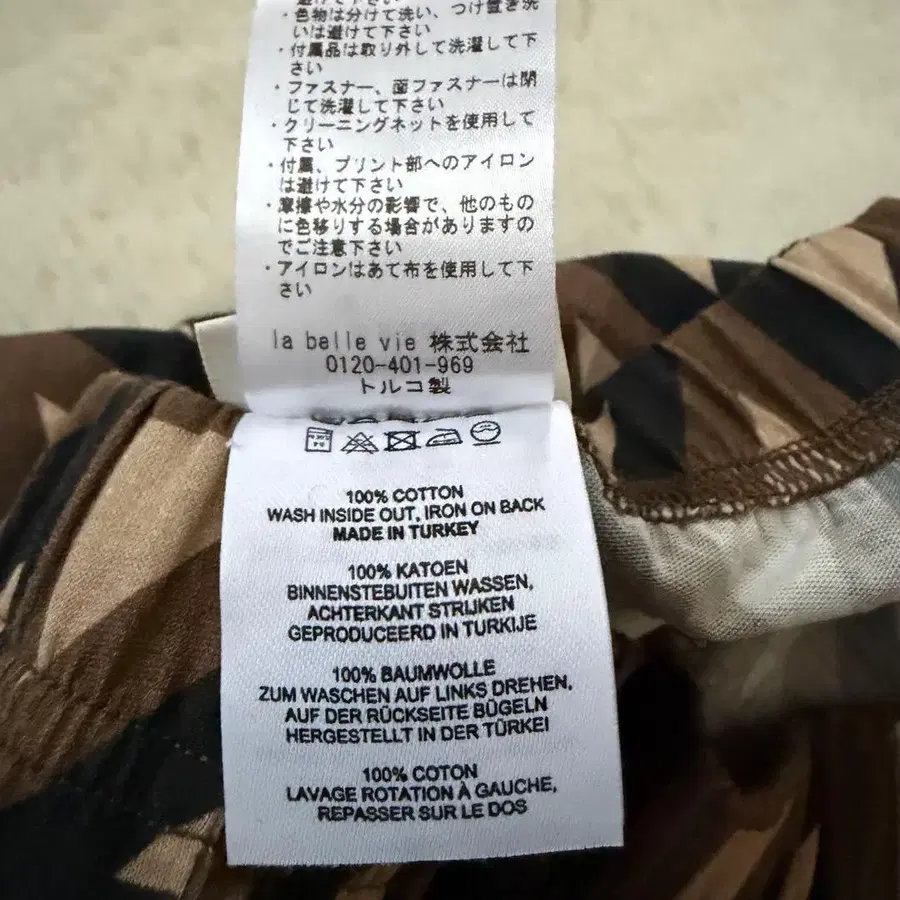 ・色物は分けて洗い、つけ置き洗
いは避けて下さい
・付属品は取り外して洗濯して下
さい
・ファスナー、面ファスナーは閉
じて洗濯して下さい
・クリーニングネットを使用して
下さい
・付属、プリント部へのアイロン
は避けて下さい
・摩擦や水分の影響で、他のもの
に色移りする場合がありますの
でご注意下さい
・アイロンはあて布を使用して下
さい
la belle vie 株式会社
0120-401-969
トルコ製
100% COTTON
WASH INSIDE OUT, IRON ON BACK
MADE IN TURKEY
100% KATOEN
BINNENSTEBUITEN WASSEN,
ACHTERKANT STRIJKEN
GEPRODUCEERD IN TURKIJE
100% BAUMWOLLE
ZUM WASCHEN AUF LINKS DREHEN,
AUF DER RÜCKSEITE BÜGELN
HERGESTELLT IN DER TÜRKEI
100% COTON
LAVAGE ROTATION À GAUCHE,
REPASSER SUR LE DOS